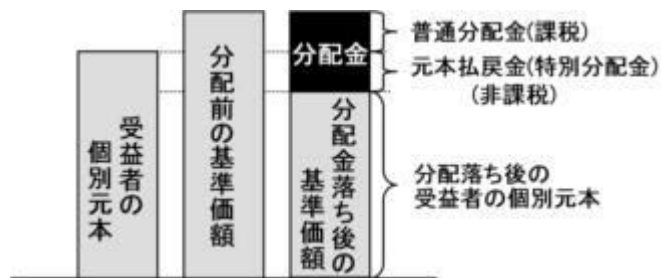 受益者の
個別元本
分配前の基準価額
分配金
分配金落ち後の
基準価額
普通分配金(課税)
元本払戻金(特別分配金)
(非課税)
分配落ち後の
受益者の個別元本